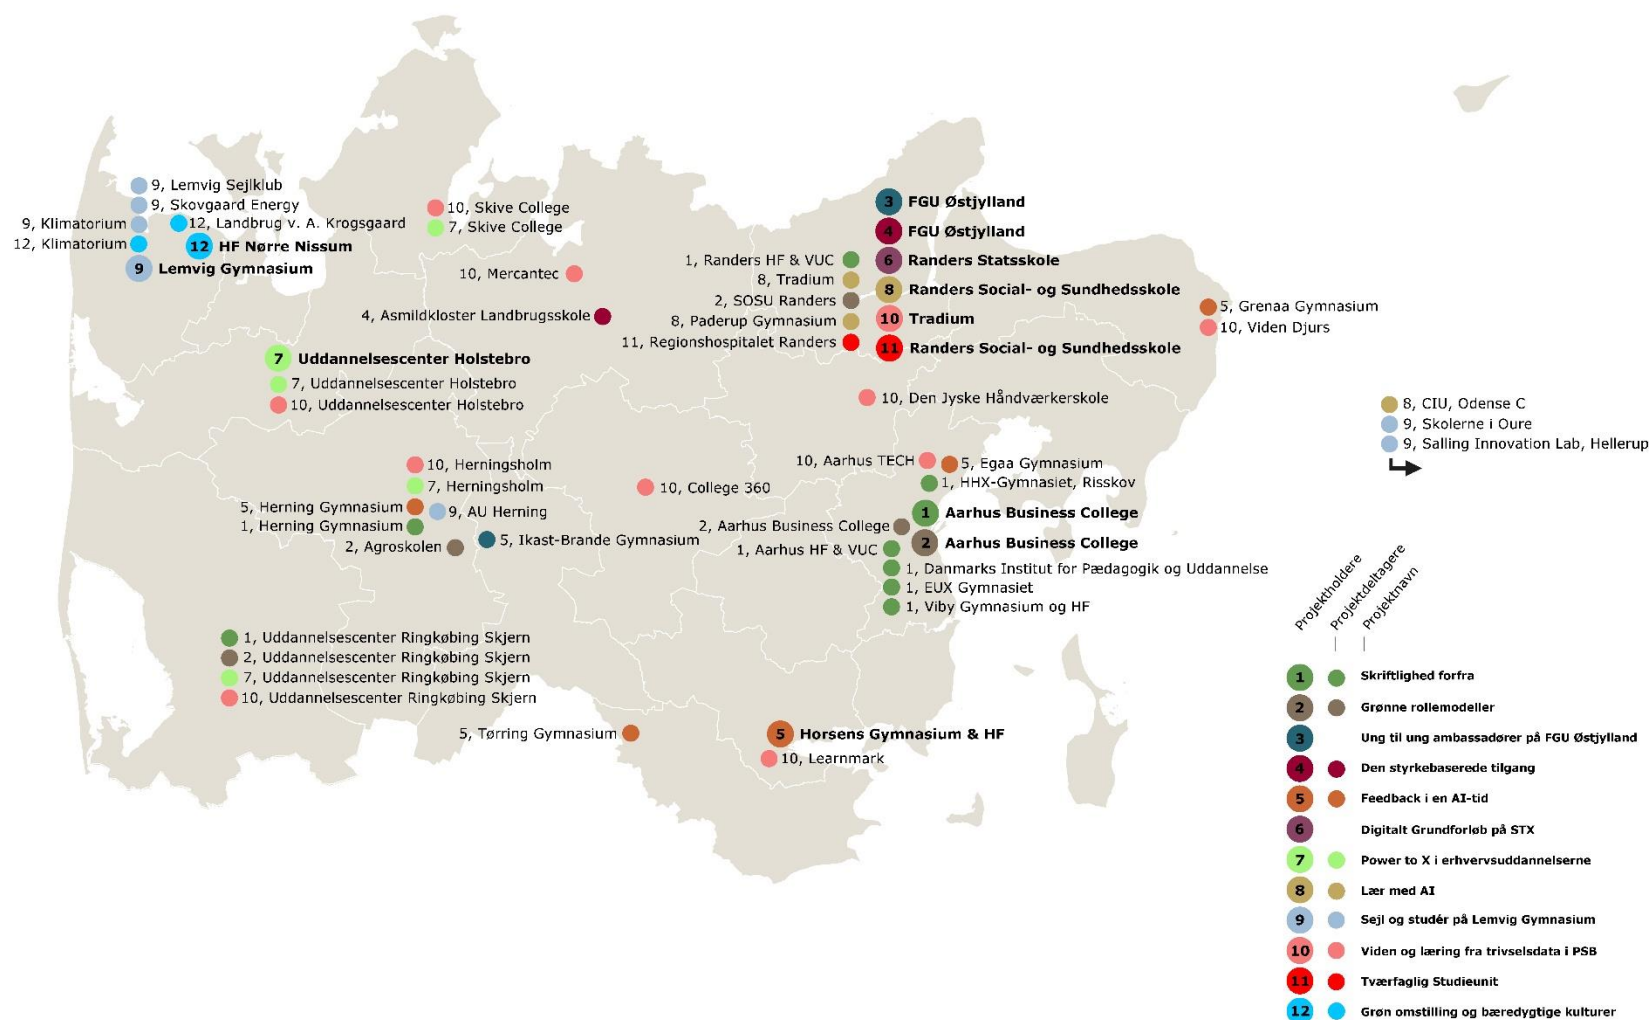 9, Lemvig Sejlklub
9, Skovgaard Energy
9, Klimatorium
12, Landbrug v. A. Krogsgaard
12, Klimatorium
12 HF Nørre Nissum
9 Lemvig Gymnasium
10, Skive College
7, Skive College
10, Mercantec
4, Asmildkloster Landbrugsskole
7 Uddannelsescenter Holstebro
7, Uddannelsescenter Holstebro
10, Uddannelsescenter Holstebro
3 FGU Østjylland
4 FGU Østjylland
6 Randers Statsskole
8 Randers Social- og Sundhedsskole
10 Tradium
11 Randers Social- og Sundhedsskole
1, Randers HF & VUC
8, Tradium
2, SOSU Randers
8, Paderup Gymnasium
11, Regionshospitalet Randers
5, Grenaa Gymnasium
10, Viden Djurs
10, Den Jyske Håndværkerskole
8, CIU, Odense C
9, Skolerne i Oure
9, Salling Innovation Lab, Hellerup
10, Herningsholm
7, Herningsholm
5, Herning Gymnasium
9, AU Herning
1, Herning Gymnasium
2, Agroskolen
5, Ikast-Brande Gymnasium
10, College 360
10, Aarhus TECH
5, Egaa Gymnasium
1, HHX-Gymnasiet, Risskov
1 Aarhus Business College
2, Aarhus Business College
2 Aarhus Business College
1, Aarhus HF & VUC
1, Danmarks Institut for Pædagogik og Uddannelse
1, EUX Gymnasiet
1, Viby Gymnasium og HF
1, Uddannelsescenter Ringkøbing Skjern
2, Uddannelsescenter Ringkøbing Skjern
7, Uddannelsescenter Ringkøbing Skjern
10, Uddannelsescenter Ringkøbing Skjern
5, Tørring Gymnasium
5 Horsens Gymnasium & HF
10, Learnmark
Projektholdere
Projektdeltagere
Projektnavn
1 Skriftlighed forfra
2 Grønne rollemodeller
3 Ung til ung ambassadører på FGU Østjylland
4 Den styrkebaserede tilgang
5 Feedback i en AI-tid
6 Digitalt Grundforløb på STX
7 Power to X i erhvervsuddannelserne
8 Lær med AI
9 Sejl og studér på Lemvig Gymnasium
10 Viden og læring fra trivselsdata i PSB
11 Tværfaglig Studieunit
12 Grøn omstilling og bæredygtige kulturer